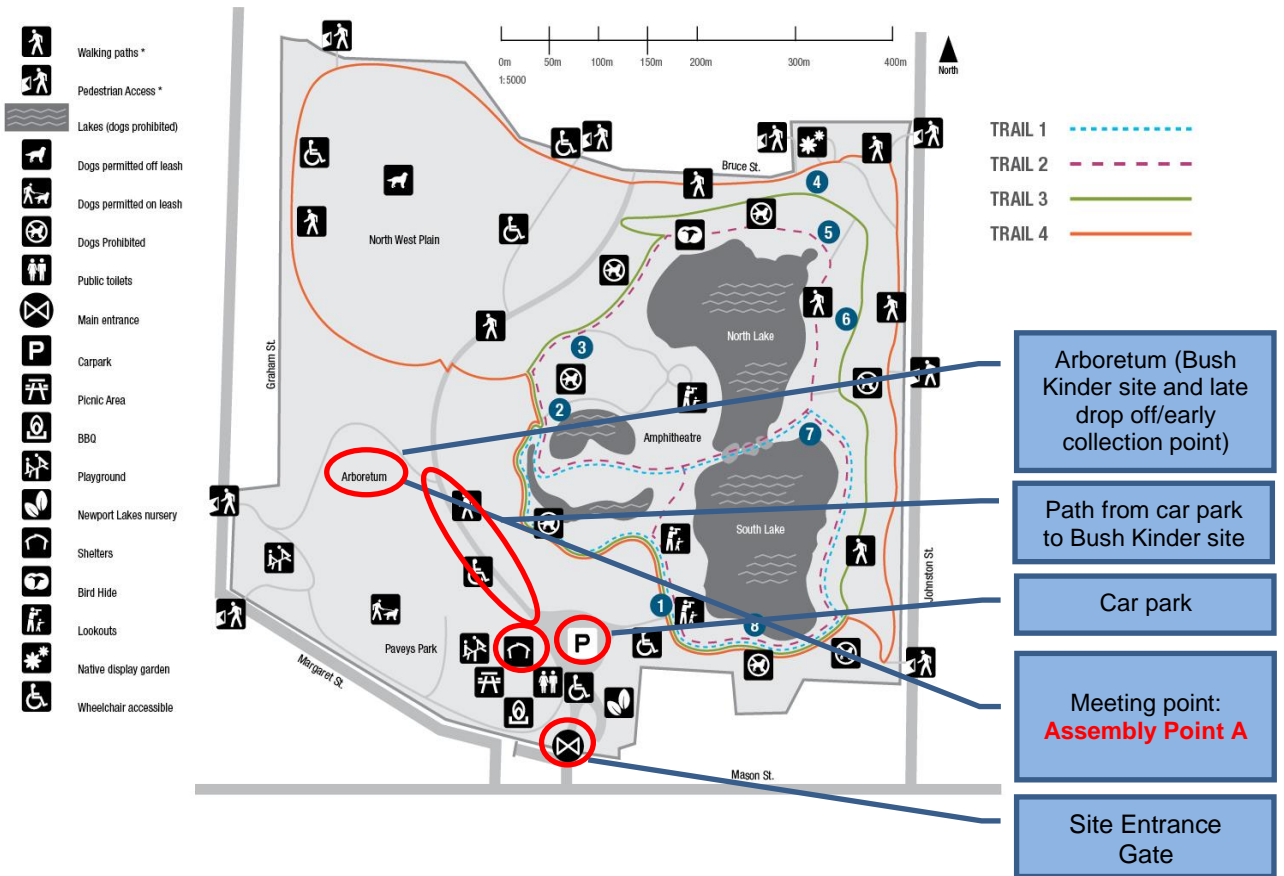 Walking paths *
Pedestrian Access *
Lakes (dogs prohibited)
Dogs permitted off leash
Dogs permitted on leash
Dogs Prohibited
Public toilets
Main entrance
P
Carpark
Picnic Area
BBQ
Playground
Newport Lakes nursery
Shelters
Bird Hide
Lookouts
Native display garden
Wheelchair accessible
0m 50m 100m 150m 200m 300m 400m
1:5000
North
TRAIL 1
TRAIL 2
TRAIL 3
TRAIL 4
Bruce St.
4
5
North West Plain
6
North Lake
3
Graham St.
2
Amphitheatre
7
Arboretum
South Lake
Johnston St.
1
8
P
Paveys Park
Margaret St.
Mason St.
Arboretum (Bush
Kinder site and late
drop off/early
collection point)
Path from car park
to Bush Kinder site
Car park
Meeting point:
Assembly Point A
Site Entrance
Gate